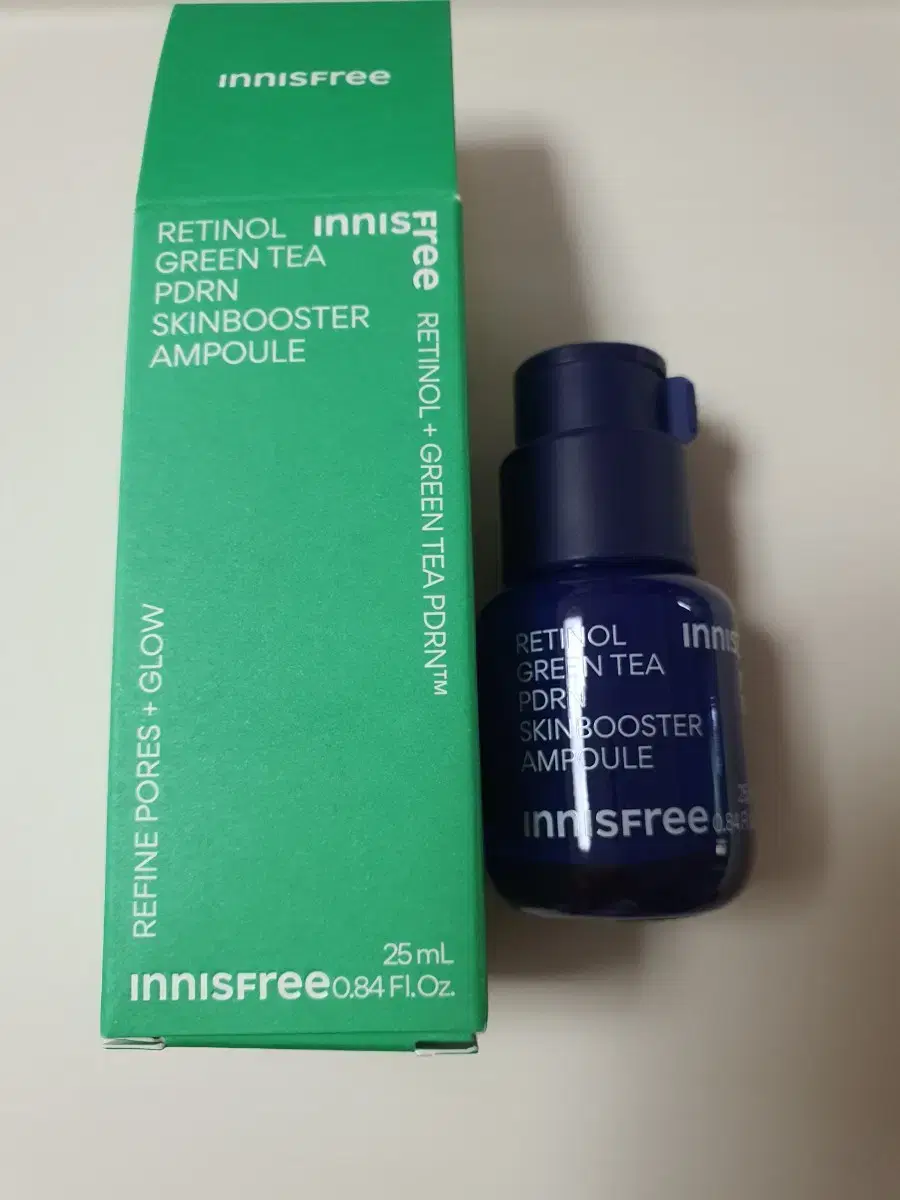 innisfree
RETINOL
GREEN TEA
PDRN
SKINBOOSTER
AMPOULE
innisfree
RETINOL + GREEN TEA PDRN™
REFINE PORES + GLOW
25 mL
innisfree 0.84 Fl.Oz.
RETINOL
GREEN TEA
PDRN
SKINBOOSTER
AMPOULE
innisfree